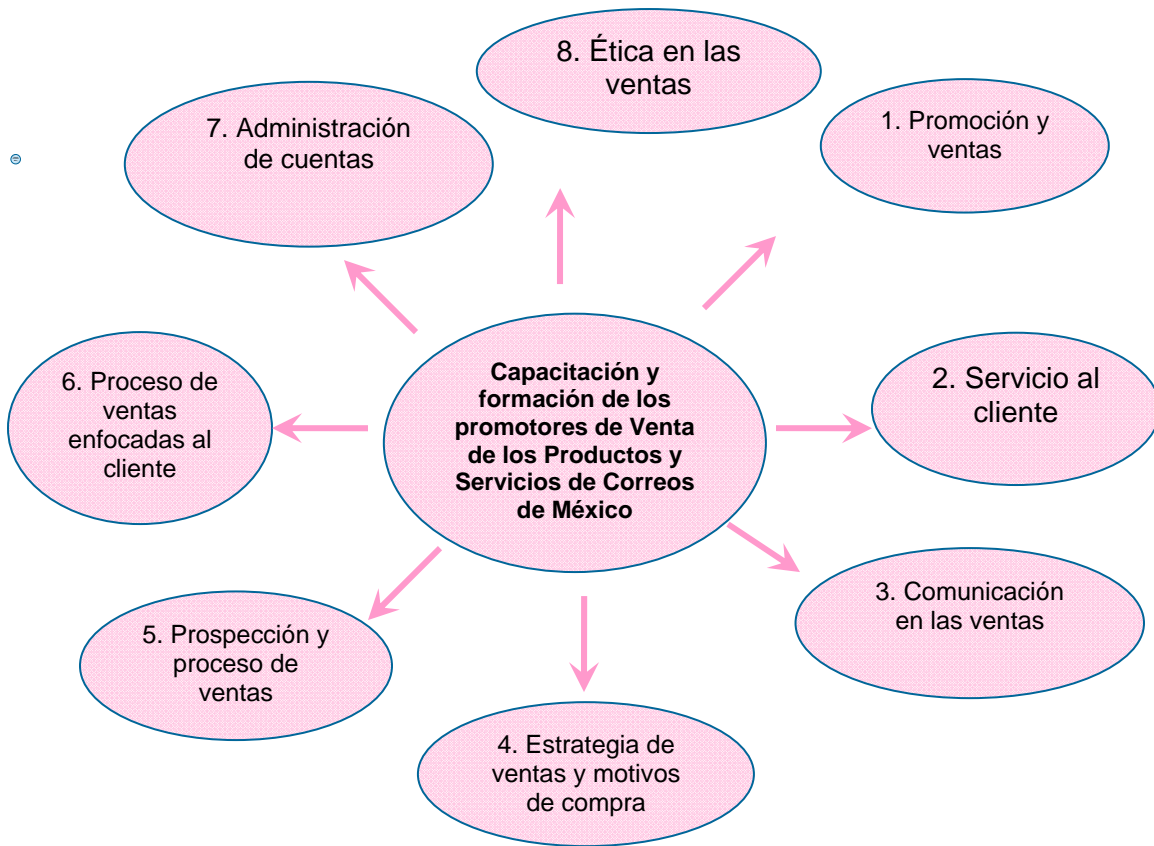 8. Ética en las
ventas
7. Administración
de cuentas
1. Promoción y
ventas
Capacitación y
formación de los
promotores de Venta
de los Productos y
Servicios de Correos
de México
6. Proceso de
ventas
enfocadas al
cliente
2. Servicio al
cliente
3. Comunicación
en las ventas
5. Prospección y
proceso de
ventas
4. Estrategia de
ventas y motivos
de compra